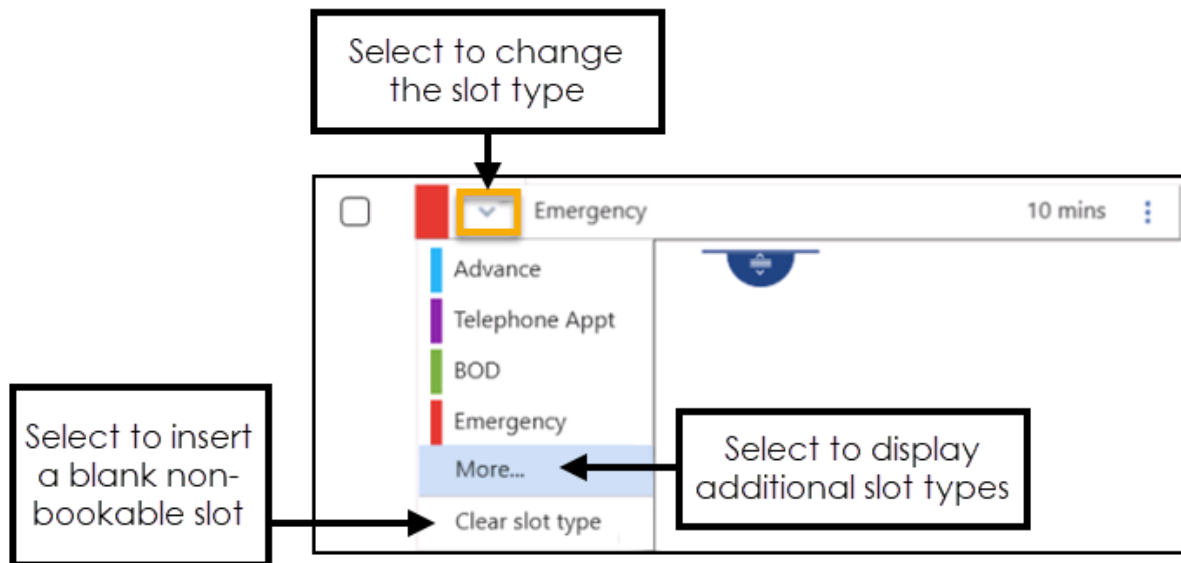 Select to change
the slot type
Emergency
10 mins
Advance
Telephone Appt
BOD
Emergency
More...
Clear slot type
Select to insert
a blank non-
bookable slot
Select to display
additional slot types